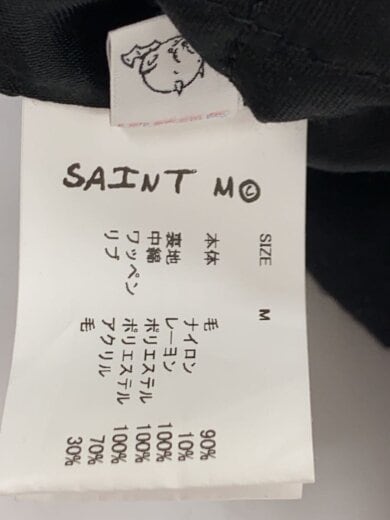 SAINT M
SIZE M
本体 毛 90%
ナイロン 10%
裏地 レーヨン 100%
中綿 ポリエステル 100%
ワッペン ポリエステル 100%
リブ アクリル 70%
毛 30%